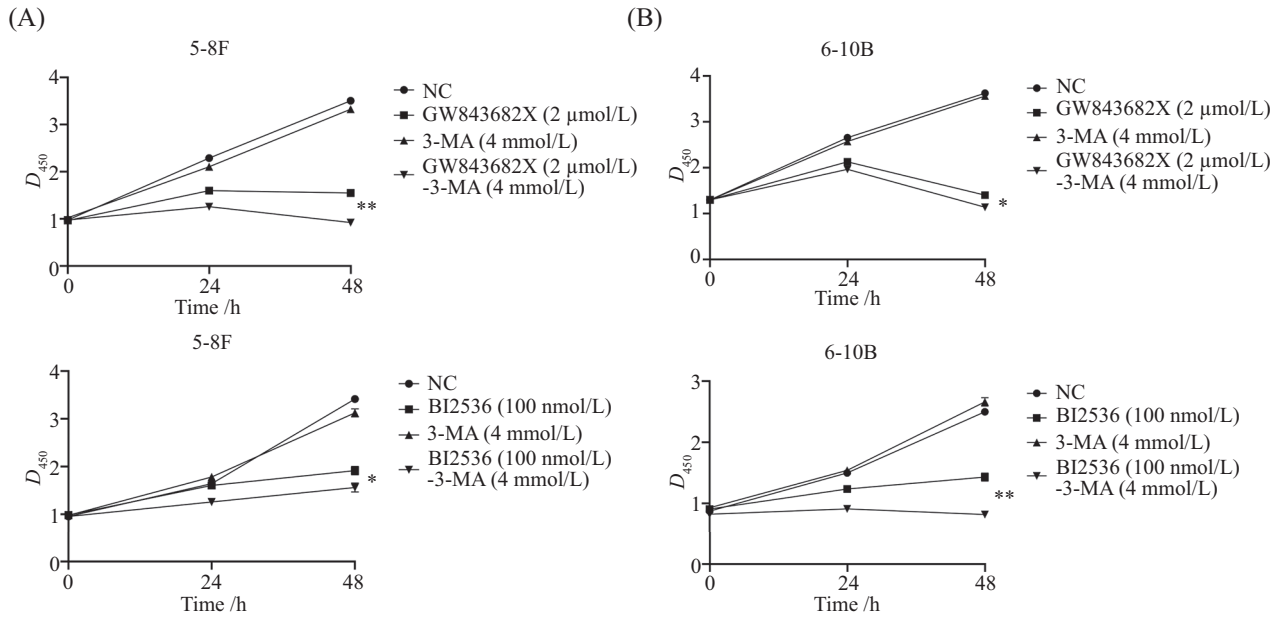 (A)
5-8F
4
3
2
1
0
D450
0
24
48
Time /h
**
NC
GW843682X (2 µmol/L)
3-MA (4 mmol/L)
GW843682X (2 µmol/L)
-3-MA (4 mmol/L)
(B)
6-10B
4
3
2
1
0
D450
0
24
48
Time /h
*
NC
GW843682X (2 µmol/L)
3-MA (4 mmol/L)
GW843682X (2 µmol/L)
-3-MA (4 mmol/L)
5-8F
4
3
2
1
0
D450
0
24
48
Time /h
*
NC
BI2536 (100 nmol/L)
3-MA (4 mmol/L)
BI2536 (100 nmol/L)
-3-MA (4 mmol/L)
6-10B
3
2
1
0
D450
0
24
48
Time /h
**
NC
BI2536 (100 nmol/L)
3-MA (4 mmol/L)
BI2536 (100 nmol/L)
-3-MA (4 mmol/L)